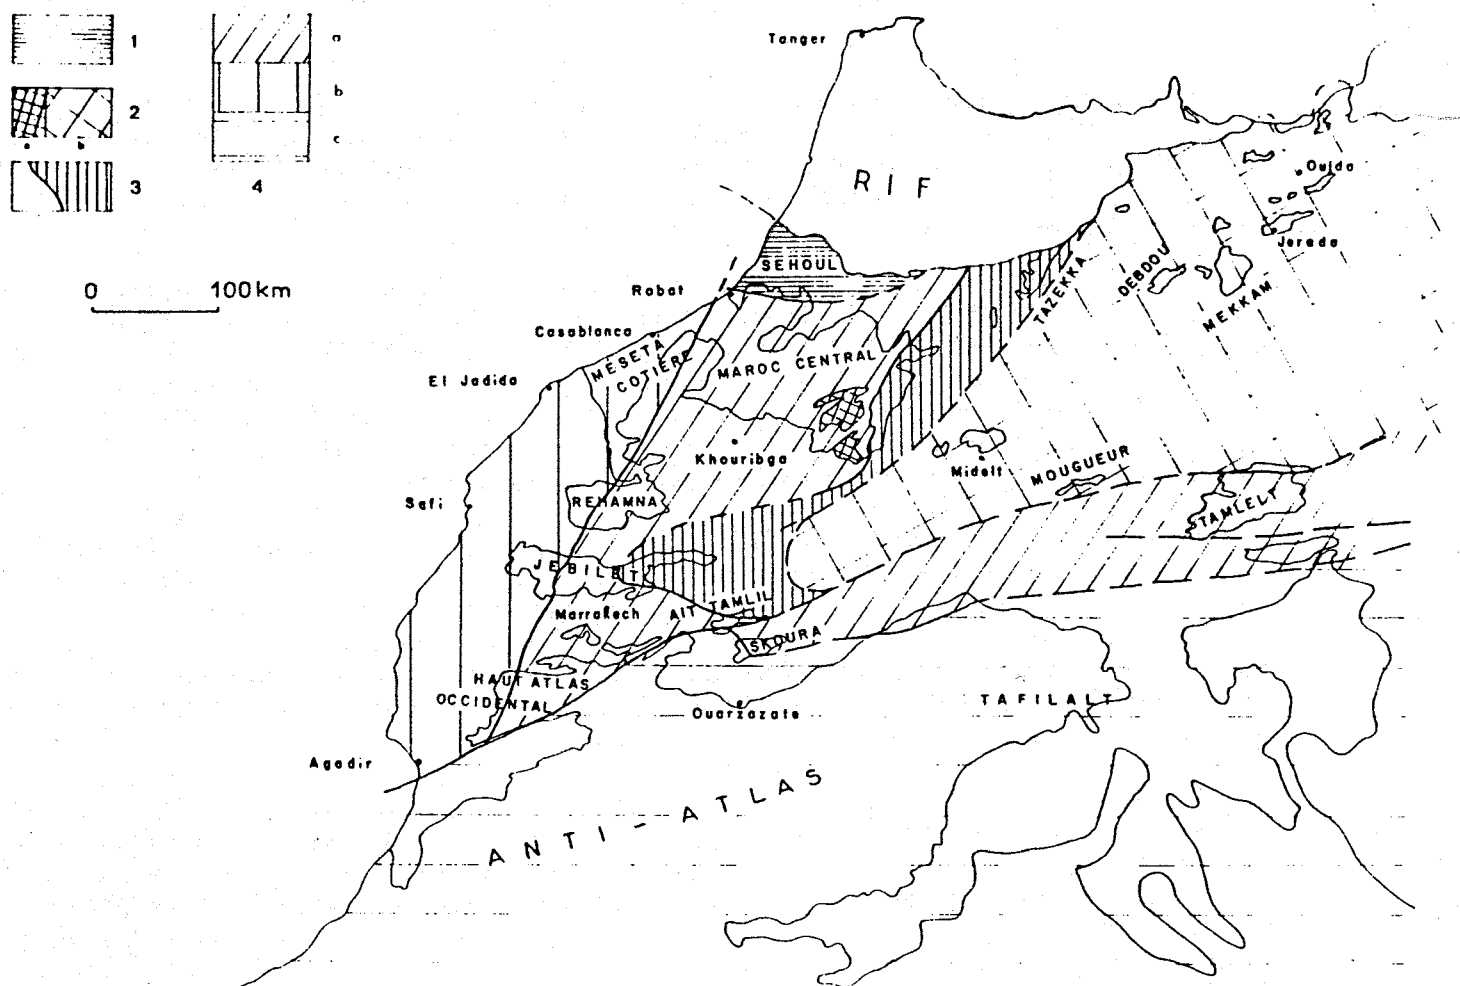 1
a
2
b
a b
c
3
4
0 100km
Tanger
RIF
Oujda
Jerada
SEHOUL
TAZEKKA
DEBDOU
MEKKAM
Rabat
Casablanca
MESETA
COTIÈRE
MAROC CENTRAL
El Jadida
Khouribga
Midelt
MOUGUEUR
Safi
REHAMNA
TAMLELT
JEBILET
Marrakech
AIT TAMLIL
SKOURA
HAUT ATLAS
OCCIDENTAL
Ouarzazate
TAFILALT
Agadir
ANTI-ATLAS